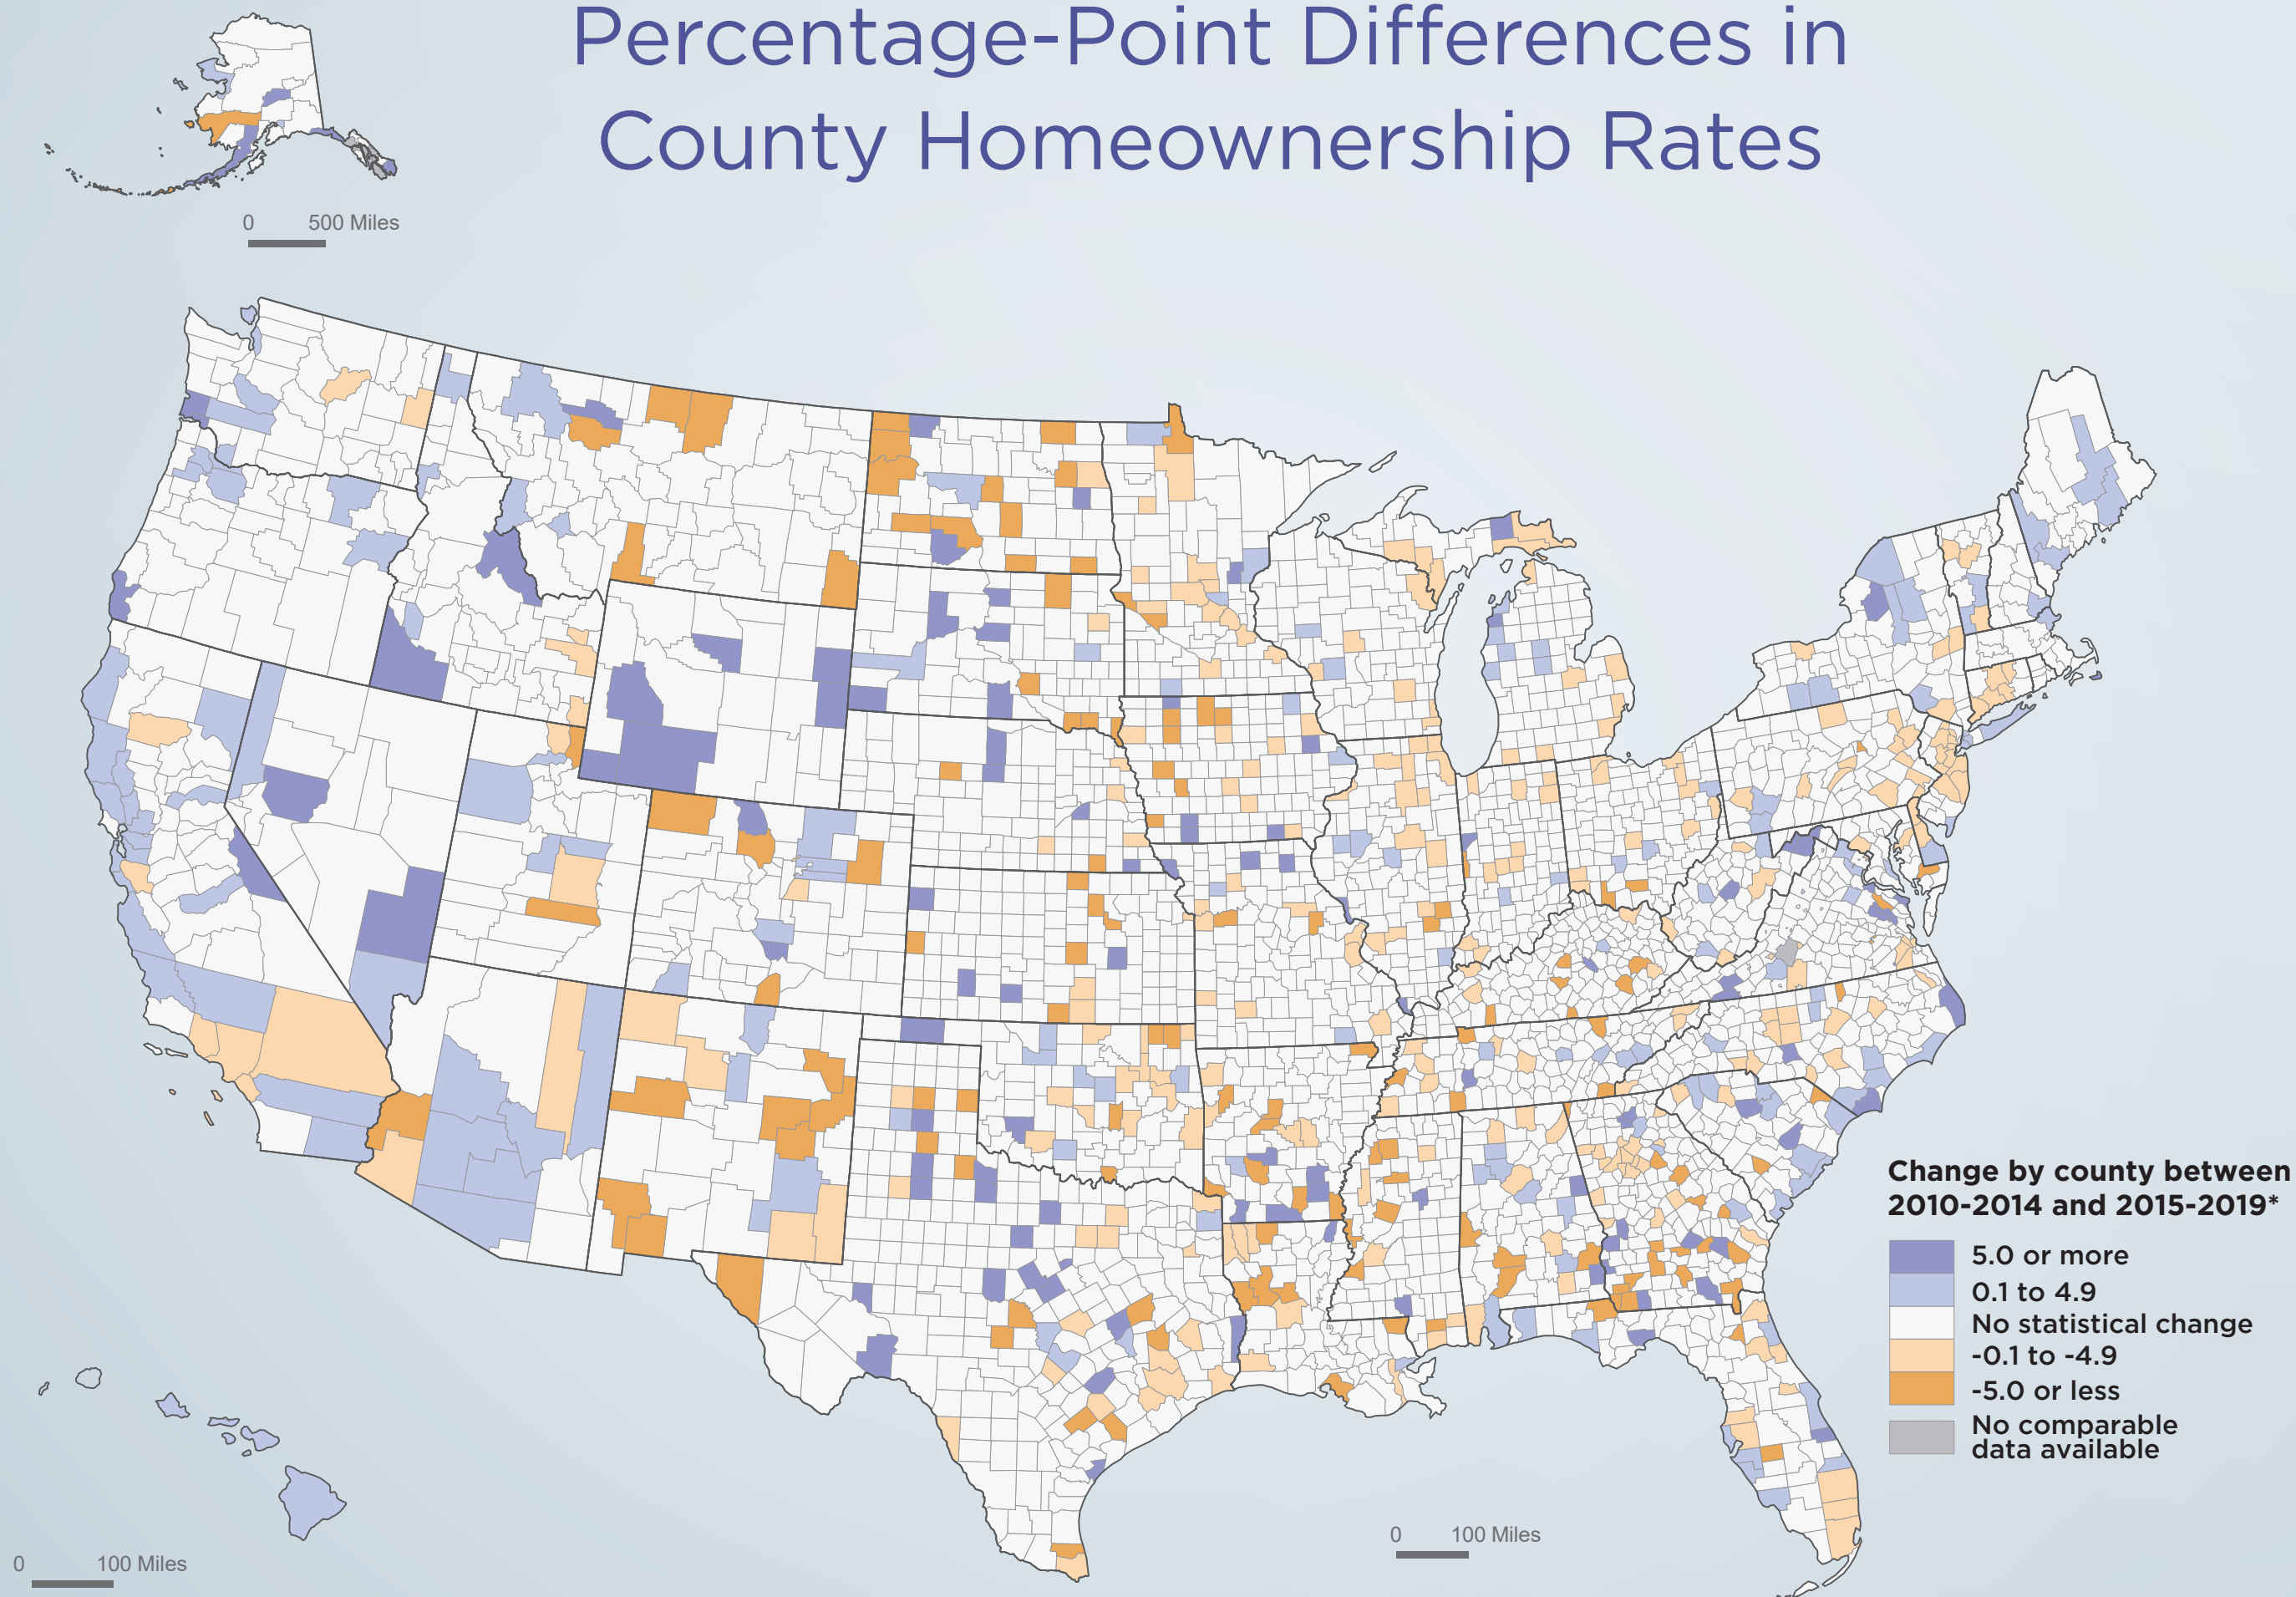 Percentage-Point Differences in
County Homeownership Rates
0 500 Miles
Change by county between
2010-2014 and 2015-2019*
5.0 or more
0.1 to 4.9
No statistical change
-0.1 to -4.9
-5.0 or less
No comparable
data available
0 100 Miles
0 100 Miles